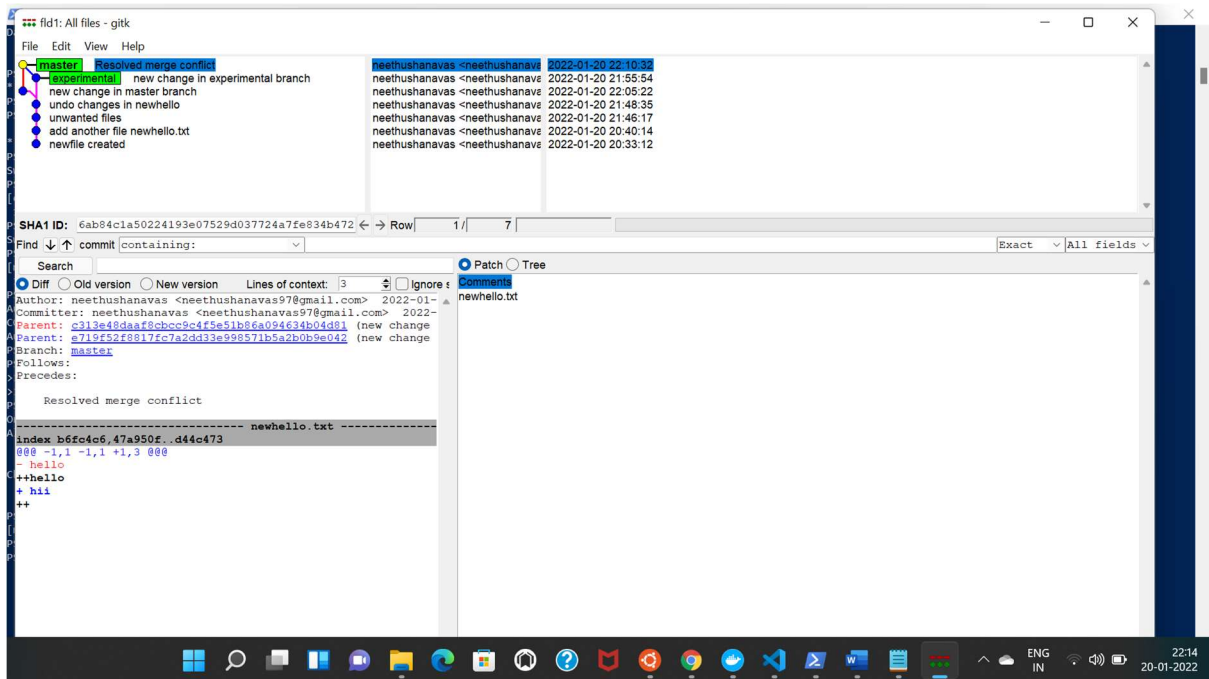 fld1: All files - gitk
File Edit View Help
master Resolved merge conflict neethushanavas <neethushanava 2022-01-20 22:10:32
experimental new change in experimental branch neethushanavas <neethushanava 2022-01-20 21:55:54
new change in master branch neethushanavas <neethushanava 2022-01-20 22:05:22
undo changes in newhello neethushanavas <neethushanava 2022-01-20 21:48:35
unwanted files neethushanavas <neethushanava 2022-01-20 21:46:17
add another file newhello.txt neethushanavas <neethushanava 2022-01-20 20:40:14
newfile created neethushanavas <neethushanava 2022-01-20 20:33:12
SHA1 ID: 6ab84c1a50224193e07529d037724a7fe834b472 ← → Row 1/ 7
Find ↓ ↑ commit containing: Exact All fields
Search Patch Tree
Diff Old version New version Lines of context: 3 Ignore s
Comments
newhello.txt
Author: neethushanavas <neethushanavas97@gmail.com> 2022-01-
Committer: neethushanavas <neethushanavas97@gmail.com> 2022-
Parent: c313e48daaf8cbcc9c4f5e51b86a094634b04d81 (new change
Parent: e719f52f8817fc7a2dd33e998571b5a2b0b9e042 (new change
Branch: master
Follows:
Precedes:
Resolved merge conflict
------------------------------ newhello.txt ------------------------------
index b6fc4c6,47a950f..d44c473
@@@ -1,1 -1,1 +1,3 @@@
- hello
++hello
+ hii
++
ENG
IN
22:14
20-01-2022